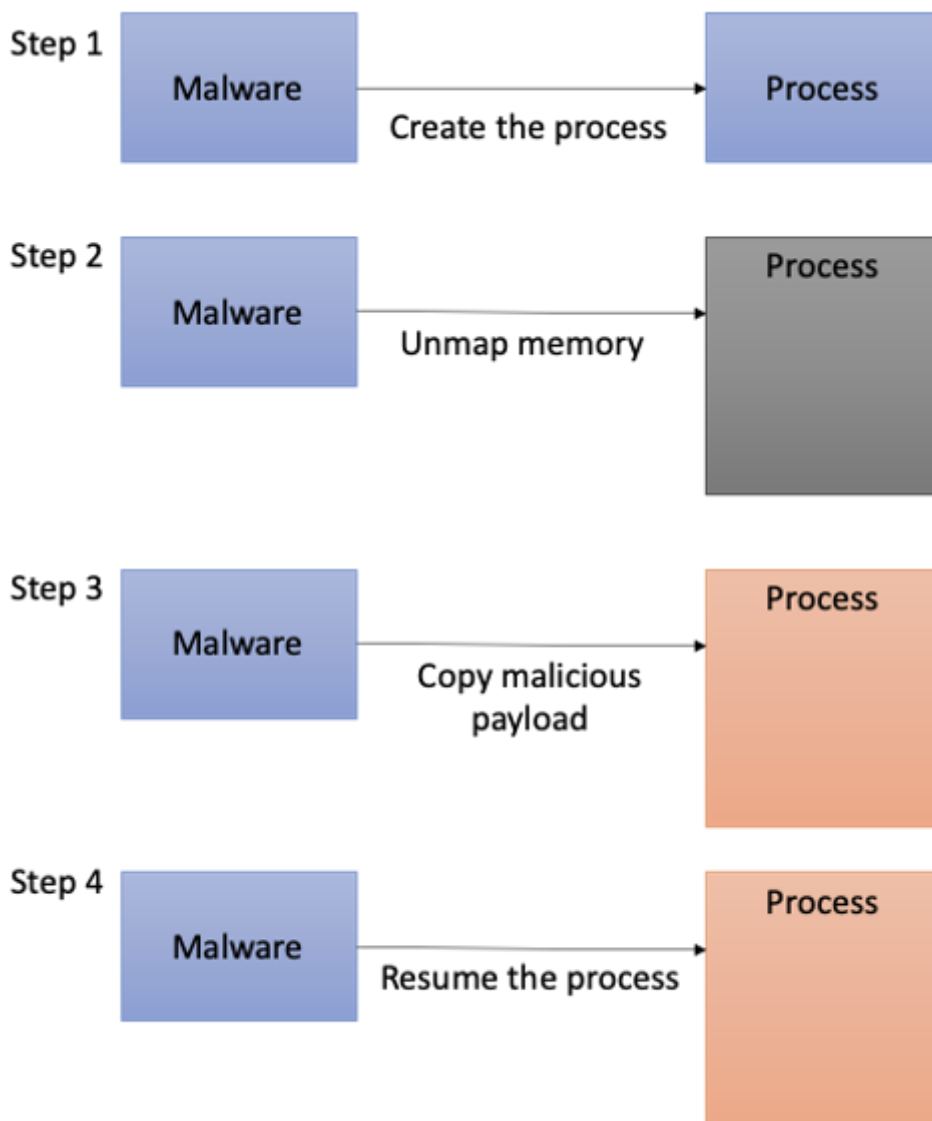 Step 1
Malware
Create the process
Process
Step 2
Malware
Unmap memory
Process
Step 3
Malware
Copy malicious
payload
Process
Step 4
Malware
Resume the process
Process